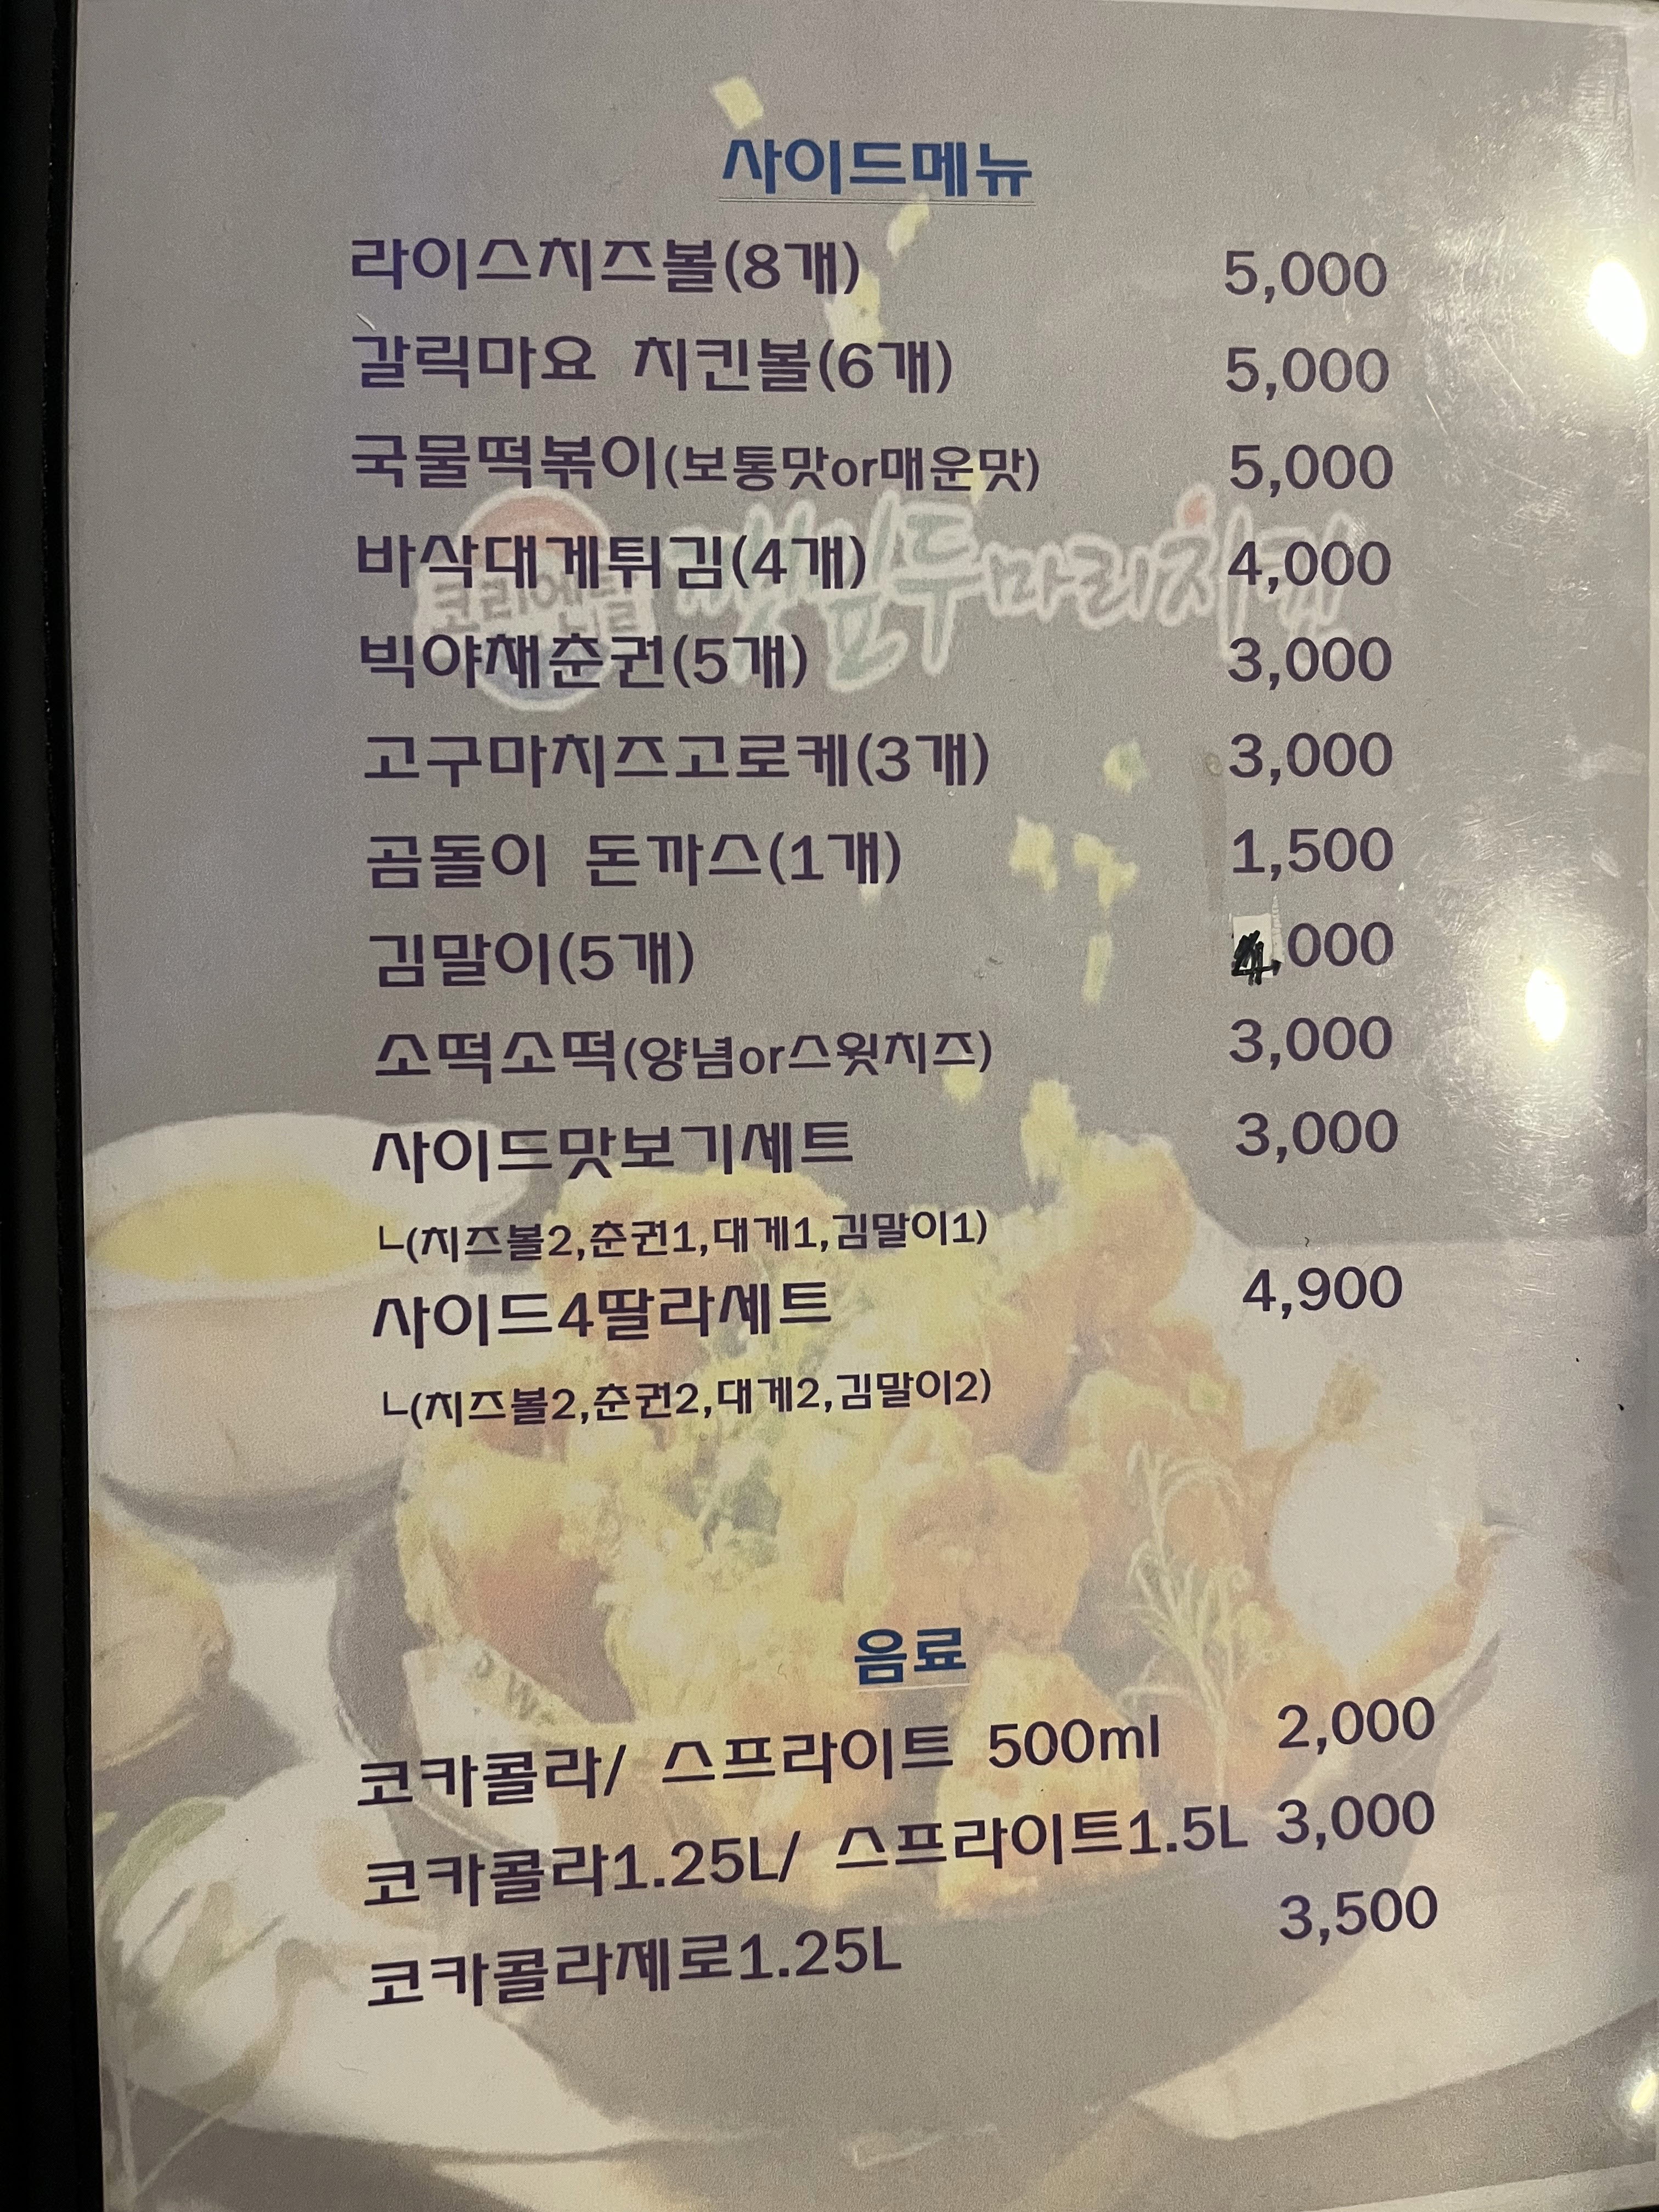 사이드메뉴
라이스치즈볼(8개) 5,000
갈릭마요 치킨볼(6개) 5,000
국물떡볶이(보통맛or매운맛) 5,000
바삭대게튀김(4개) 4,000
빅야채춘권(5개) 3,000
고구마치즈고로케(3개) 3,000
곰돌이 돈까스(1개) 1,500
김말이(5개) 4,000
소떡소떡(양념or스윗치즈) 3,000
사이드맛보기세트 3,000
ㄴ(치즈볼2,춘권1,대게1,김말이1)
사이드4딸라세트 4,900
ㄴ(치즈볼2,춘권2,대게2,김말이2)
음료
코카콜라/ 스프라이트 500ml 2,000
코카콜라1.25L/ 스프라이트1.5L 3,000
코카콜라제로1.25L 3,500